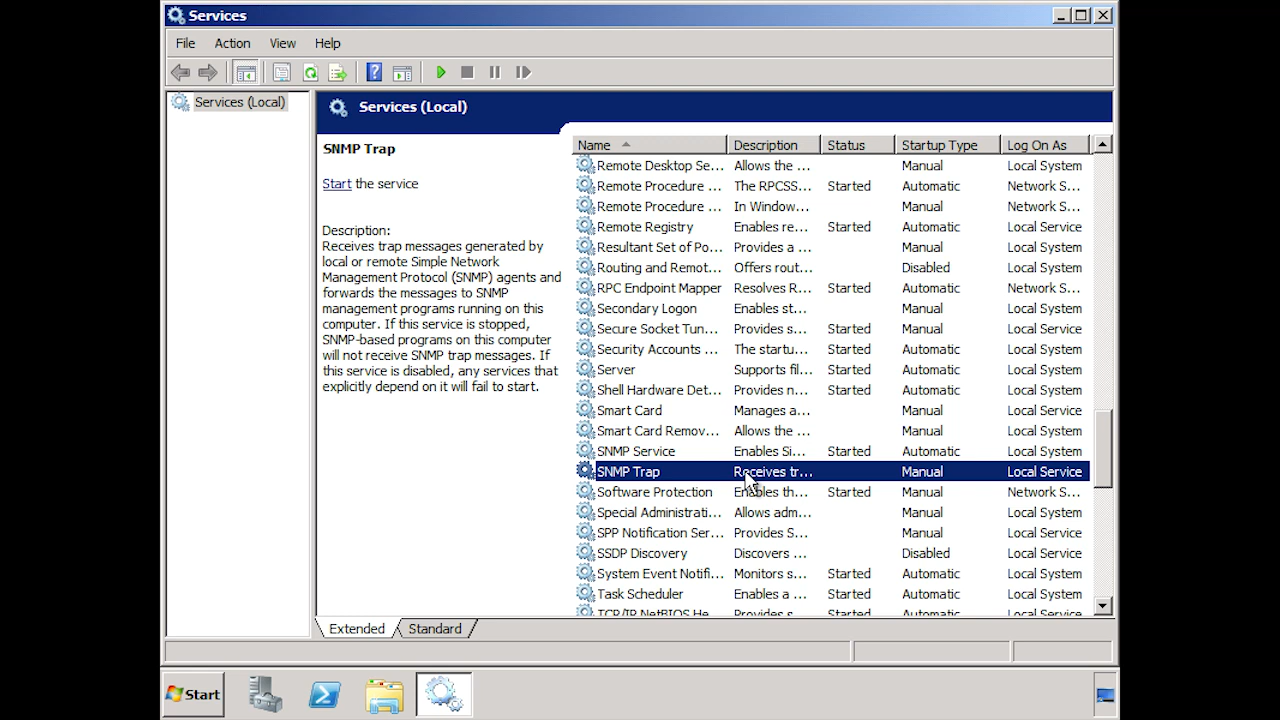 Services
File Action View Help
Services (Local)
Services (Local)
SNMP Trap
Start the service
Description:
Receives trap messages generated by
local or remote Simple Network
Management Protocol (SNMP) agents and
forwards the messages to SNMP
management programs running on this
computer. If this service is stopped,
SNMP-based programs on this computer
will not receive SNMP trap messages. If
this service is disabled, any services that
explicitly depend on it will fail to start.
Name Description Status Startup Type Log On As
Remote Desktop Se... Allows the ... Manual Local System
Remote Procedure ... The RPCSS... Started Automatic Network S...
Remote Procedure ... In Window... Manual Network S...
Remote Registry Enables re... Started Automatic Local Service
Resultant Set of Po... Provides a ... Manual Local System
Routing and Remot... Offers rout... Disabled Local System
RPC Endpoint Mapper Resolves R... Started Automatic Network S...
Secondary Logon Enables st... Manual Local System
Secure Socket Tun... Provides s... Started Manual Local Service
Security Accounts ... The startu... Started Automatic Local System
Server Supports fil... Started Automatic Local System
Shell Hardware Det... Provides n... Started Automatic Local System
Smart Card Manages a... Manual Local Service
Smart Card Remov... Allows the ... Manual Local System
SNMP Service Enables Si... Started Automatic Local System
SNMP Trap Receives tr... Manual Local Service
Software Protection Enables th... Started Manual Network S...
Special Administrati... Allows adm... Manual Local System
SPP Notification Ser... Provides S... Manual Local Service
SSDP Discovery Discovers ... Disabled Local Service
System Event Notifi... Monitors s... Started Automatic Local System
Task Scheduler Enables a ... Started Automatic Local System
TCP/IP NetBIOS He... Provides s... Started Automatic Local Service
Extended Standard
Start